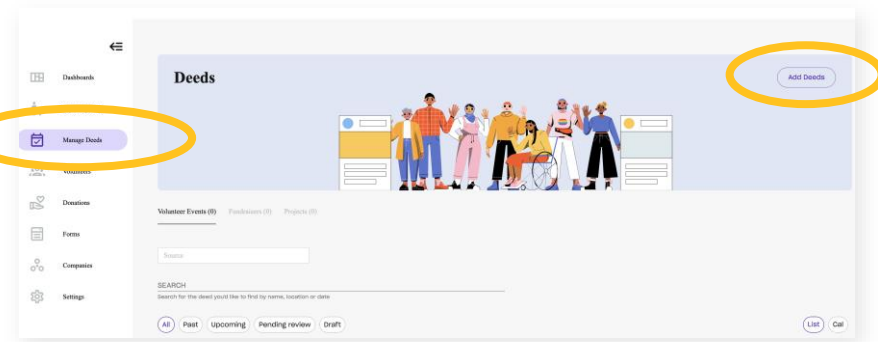 Dashboards
Manage Deeds
Volunteers
Donations
Forms
Companies
Settings
Deeds
Add Deeds
Volunteer Events (0) Fundraisers (0) Projects (0)
Source
SEARCH
Search for the deed you'd like to find by name, location or date
All Past Upcoming Pending review Draft
List Cal